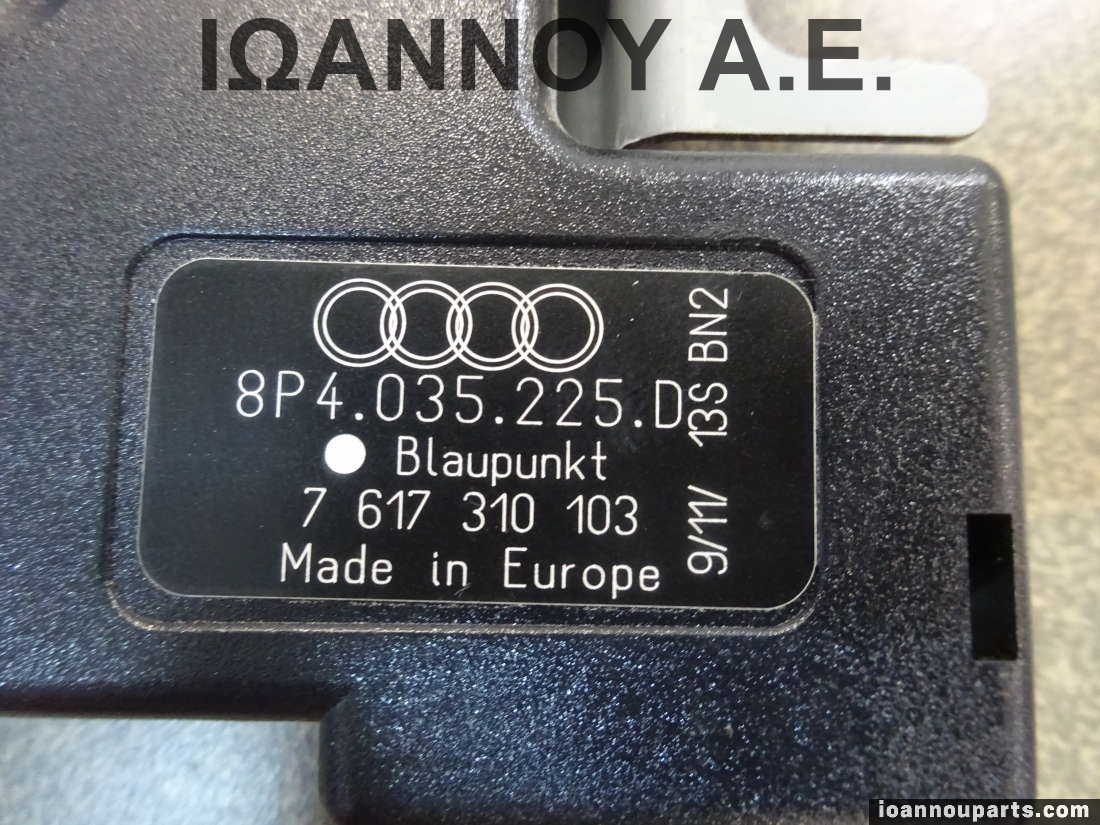 ΙΩΑΝΝΟΥ Α.Ε.
8P4.035.225.D
Blaupunkt
7 617 310 103
Made in Europe
9/11/ 13S BN2
ioannouparts.com